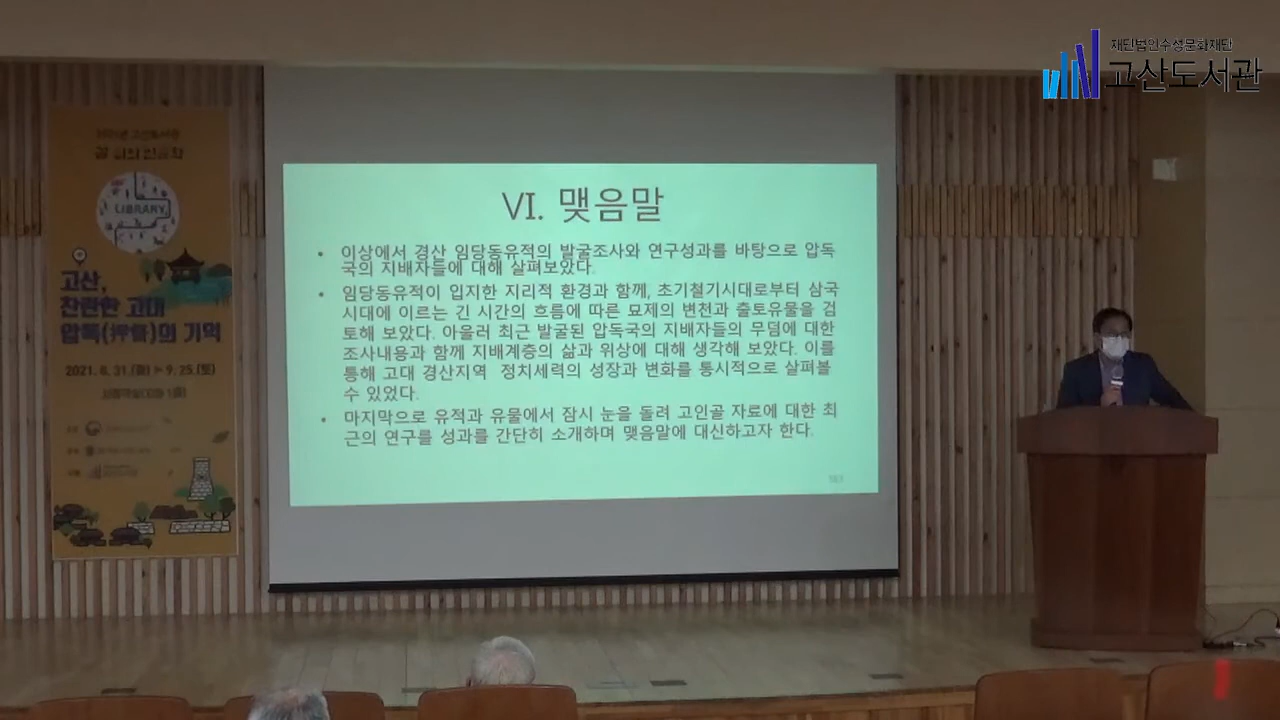 재단법인수성문화재단
고산도서관
길 위의 인문학
LIBRARY
고산,
찬란한 고대
압독(押督)의 기억
2021. 8. 31.(화) ▷ 9. 25.(토)
VI. 맺음말
• 이상에서 경산 임당동유적의 발굴조사와 연구성과를 바탕으로 압독
국의 지배자들에 대해 살펴보았다.
• 임당동유적이 입지한 지리적 환경과 함께, 초기철기시대로부터 삼국
시대에 이르는 긴 시간의 흐름에 따른 묘제의 변천과 출토유물을 검
토해 보았다. 아울러 최근 발굴된 압독국의 지배자들의 무덤에 대한
조사내용과 함께 지배계층의 삶과 위상에 대해 생각해 보았다. 이를
통해 고대 경산지역 정치세력의 성장과 변화를 통시적으로 살펴볼
수 있었다.
• 마지막으로 유적과 유물에서 잠시 눈을 돌려 고인골 자료에 대한 최
근의 연구를 성과를 간단히 소개하며 맺음말에 대신하고자 한다.